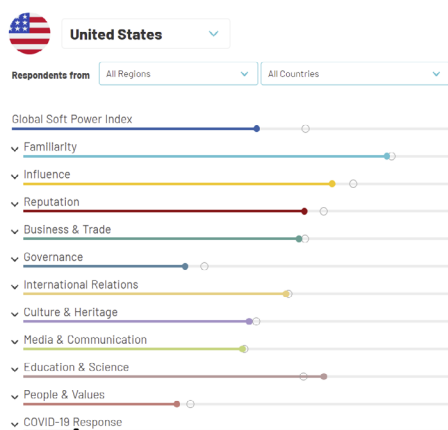 United States
Respondents from
All Regions
All Countries
Global Soft Power Index
Familiarity
Influence
Reputation
Business & Trade
Governance
International Relations
Culture & Heritage
Media & Communication
Education & Science
People & Values
COVID-19 Response